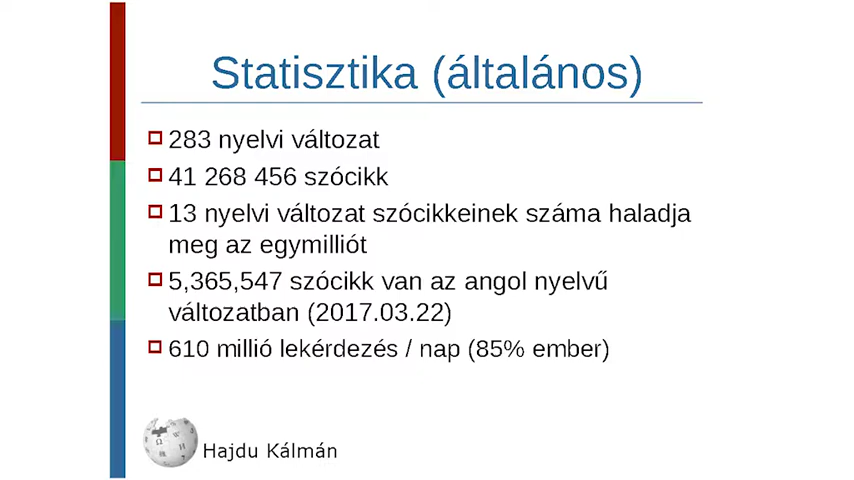 Statisztika (általános)
283 nyelvi változat
41 268 456 szócikk
13 nyelvi változat szócikkeinek száma haladja
meg az egymilliót
5,365,547 szócikk van az angol nyelvű
változatban (2017.03.22)
610 millió lekérdezés / nap (85% ember)
Hajdu Kálmán